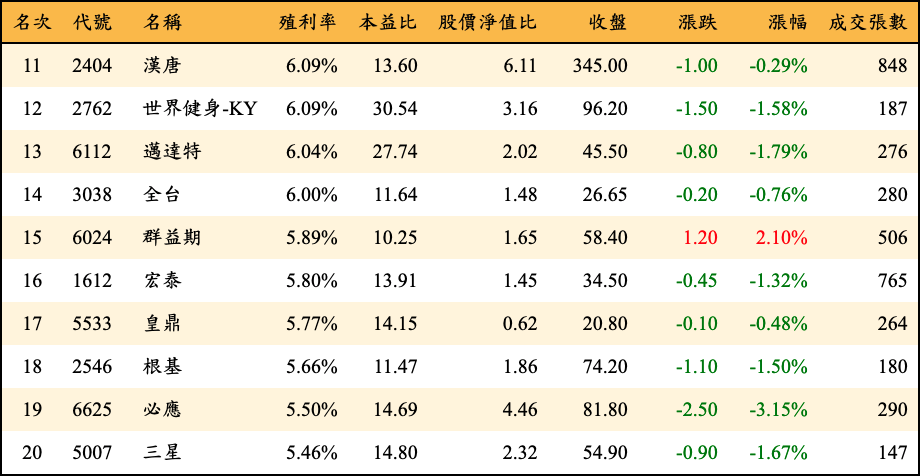 名次 代號 名稱 殖利率 本益比 股價淨值比 收盤 漲跌 漲幅 成交張數
11 2404 漢唐 6.09% 13.60 6.11 345.00 -1.00 -0.29% 848
12 2762 世界健身-KY 6.09% 30.54 3.16 96.20 -1.50 -1.58% 187
13 6112 邁達特 6.04% 27.74 2.02 45.50 -0.80 -1.79% 276
14 3038 全台 6.00% 11.64 1.48 26.65 -0.20 -0.76% 280
15 6024 群益期 5.89% 10.25 1.65 58.40 1.20 2.10% 506
16 1612 宏泰 5.80% 13.91 1.45 34.50 -0.45 -1.32% 765
17 5533 皇鼎 5.77% 14.15 0.62 20.80 -0.10 -0.48% 264
18 2546 根基 5.66% 11.47 1.86 74.20 -1.10 -1.50% 180
19 6625 必應 5.50% 14.69 4.46 81.80 -2.50 -3.15% 290
20 5007 三星 5.46% 14.80 2.32 54.90 -0.90 -1.67% 147